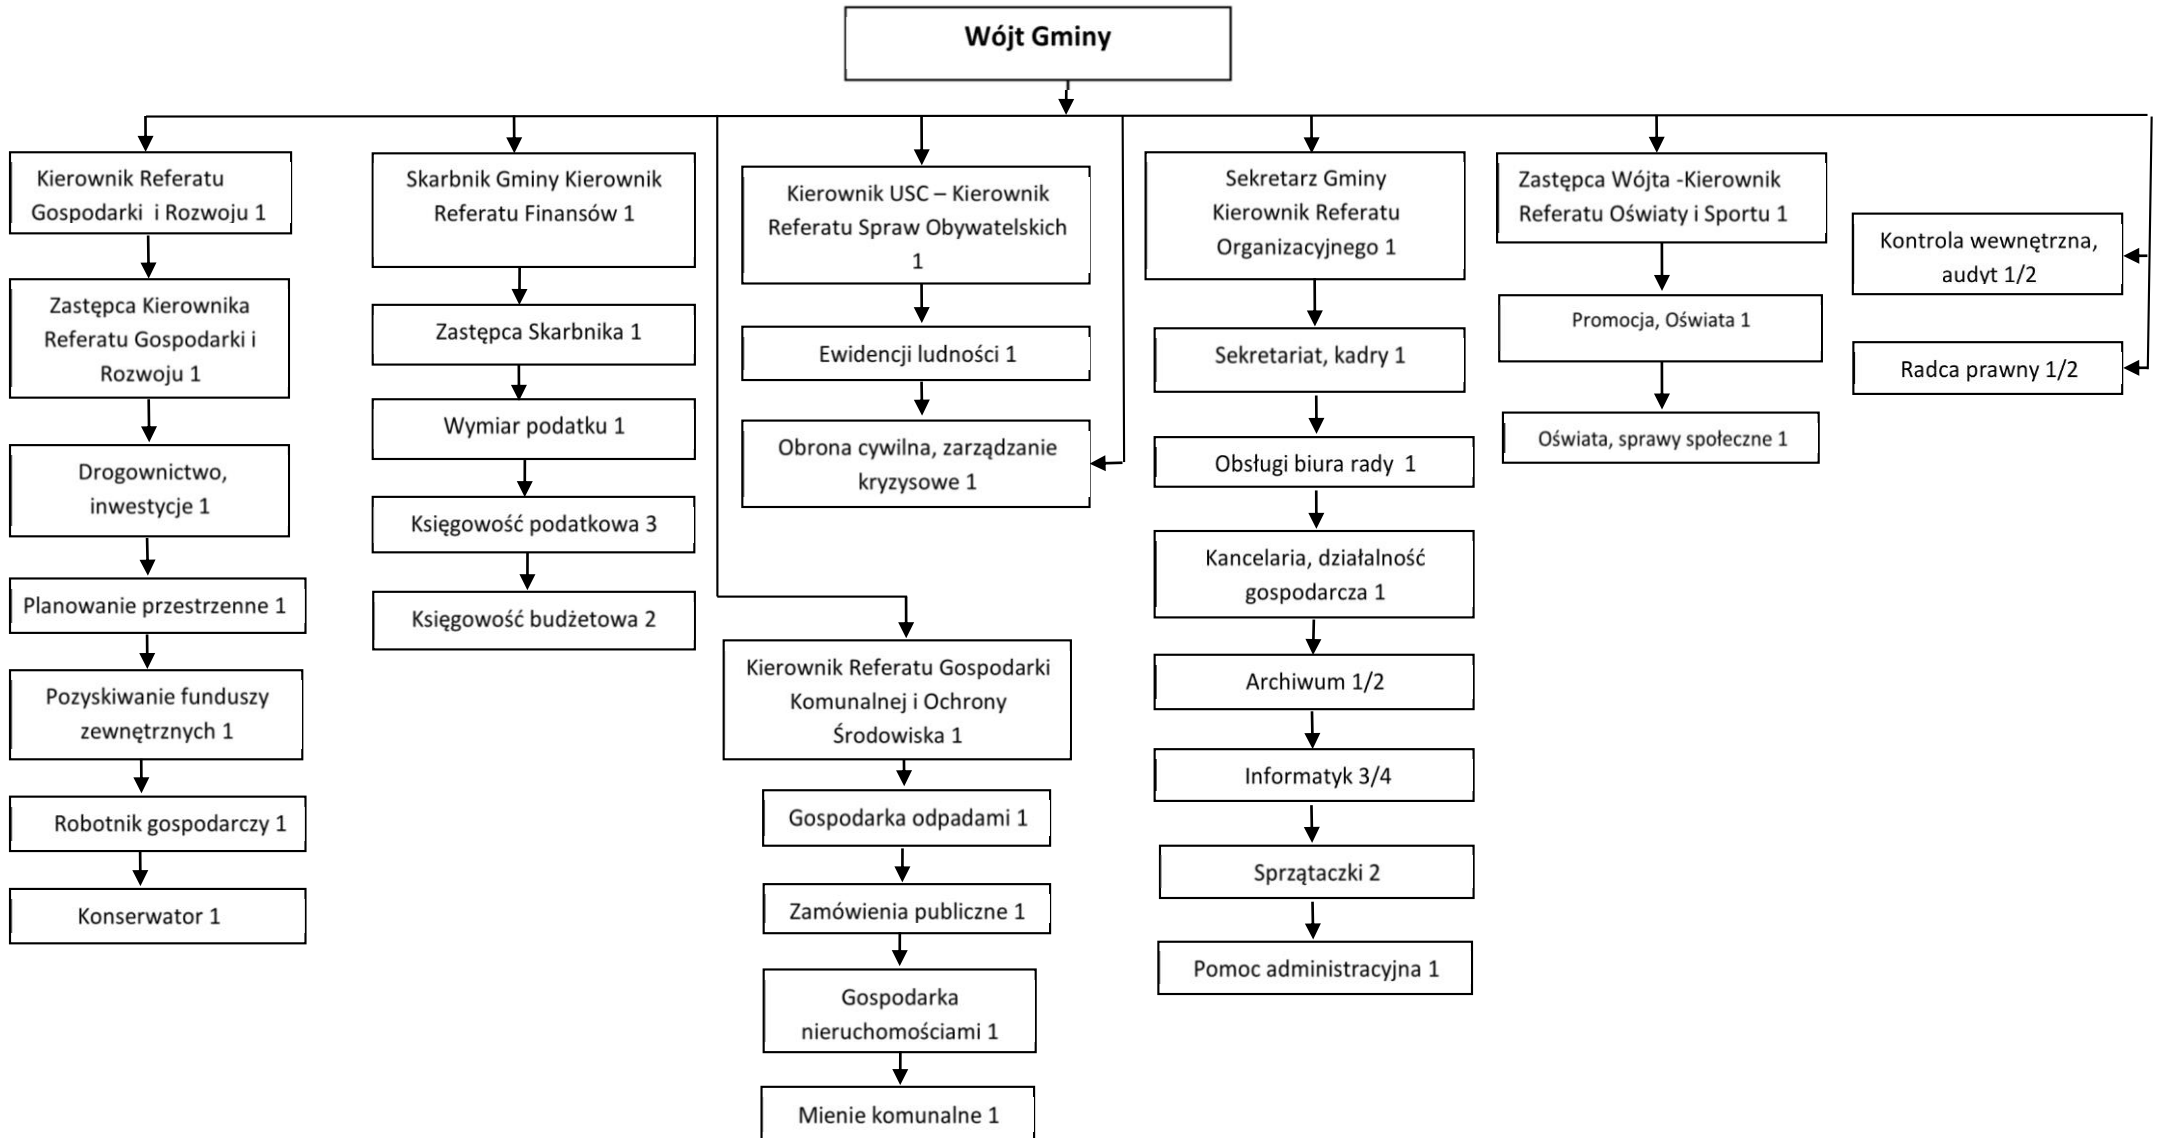 Wójt Gminy
Kierownik Referatu
Gospodarki i Rozwoju 1
Zastępca Kierownika
Referatu Gospodarki i
Rozwoju 1
Drogownictwo,
inwestycje 1
Planowanie przestrzenne 1
Pozyskiwanie funduszy
zewnętrznych 1
Robotnik gospodarczy 1
Konserwator 1
Skarbnik Gminy Kierownik
Referatu Finansów 1
Zastępca Skarbnika 1
Wymiar podatku 1
Księgowość podatkowa 3
Księgowość budżetowa 2
Kierownik USC – Kierownik
Referatu Spraw Obywatelskich
1
Ewidencji ludności 1
Obrona cywilna, zarządzanie
kryzysowe 1
Kierownik Referatu Gospodarki
Komunalnej i Ochrony
Środowiska 1
Gospodarka odpadami 1
Zamówienia publiczne 1
Gospodarka
nieruchomościami 1
Mienie komunalne 1
Sekretarz Gminy
Kierownik Referatu
Organizacyjnego 1
Sekretariat, kadry 1
Obsługi biura rady 1
Kancelaria, działalność
gospodarcza 1
Archiwum 1/2
Informatyk 3/4
Sprzątaczki 2
Pomoc administracyjna 1
Zastępca Wójta -Kierownik
Referatu Oświaty i Sportu 1
Promocja, Oświata 1
Oświata, sprawy społeczne 1
Kontrola wewnętrzna,
audyt 1/2
Radca prawny 1/2